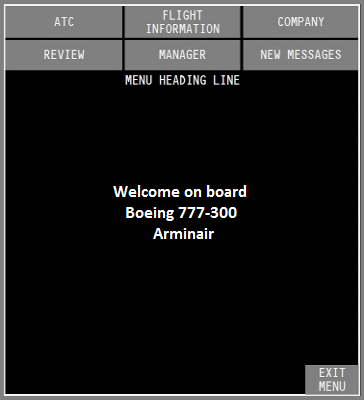 ATC
FLIGHT
INFORMATION
COMPANY
REVIEW
MANAGER
NEW MESSAGES
MENU HEADING LINE
Welcome on board
Boeing 777-300
Arminair
EXIT
MENU